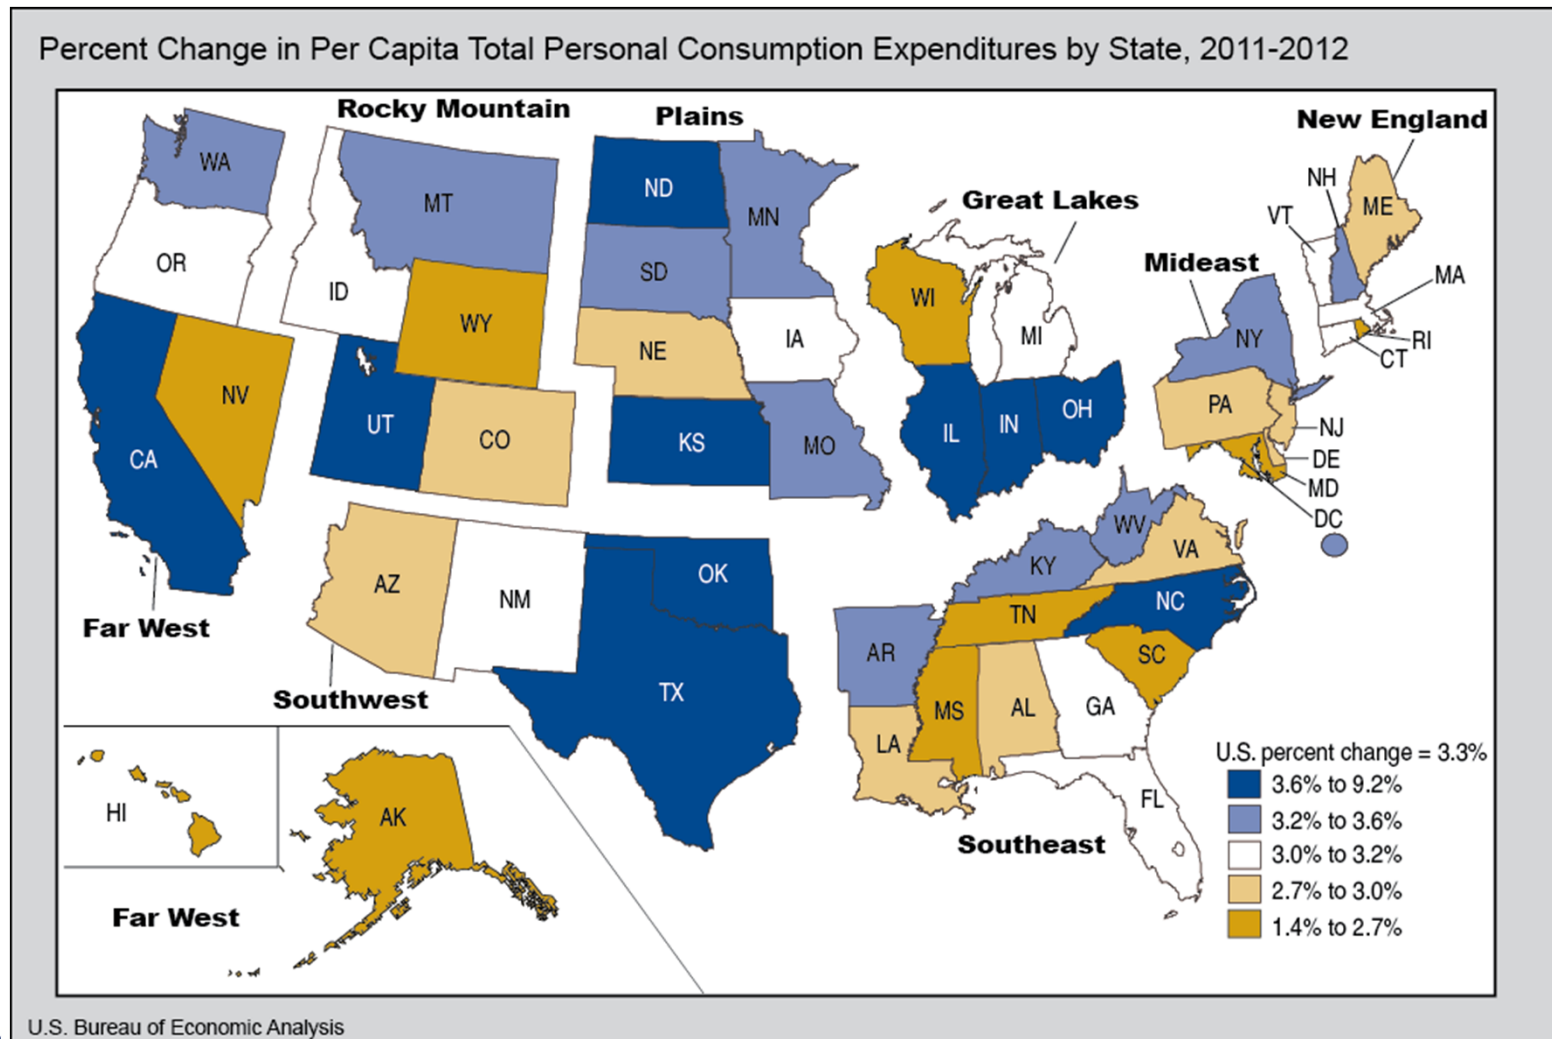 Percent Change in Per Capita Total Personal Consumption Expenditures by State, 2011-2012
Rocky Mountain
Plains
New England
Great Lakes
Mideast
Far West
Southwest
Southeast
Far West
WA
OR
CA
NV
ID
MT
WY
UT
CO
ND
SD
NE
KS
MN
IA
MO
WI
MI
IL
IN
OH
NH
VT
ME
MA
RI
CT
NY
PA
NJ
DE
MD
DC
WV
VA
KY
TN
NC
SC
AR
LA
MS
AL
GA
FL
AZ
NM
OK
TX
HI
AK
U.S. percent change = 3.3%
3.6% to 9.2%
3.2% to 3.6%
3.0% to 3.2%
2.7% to 3.0%
1.4% to 2.7%
U.S. Bureau of Economic Analysis